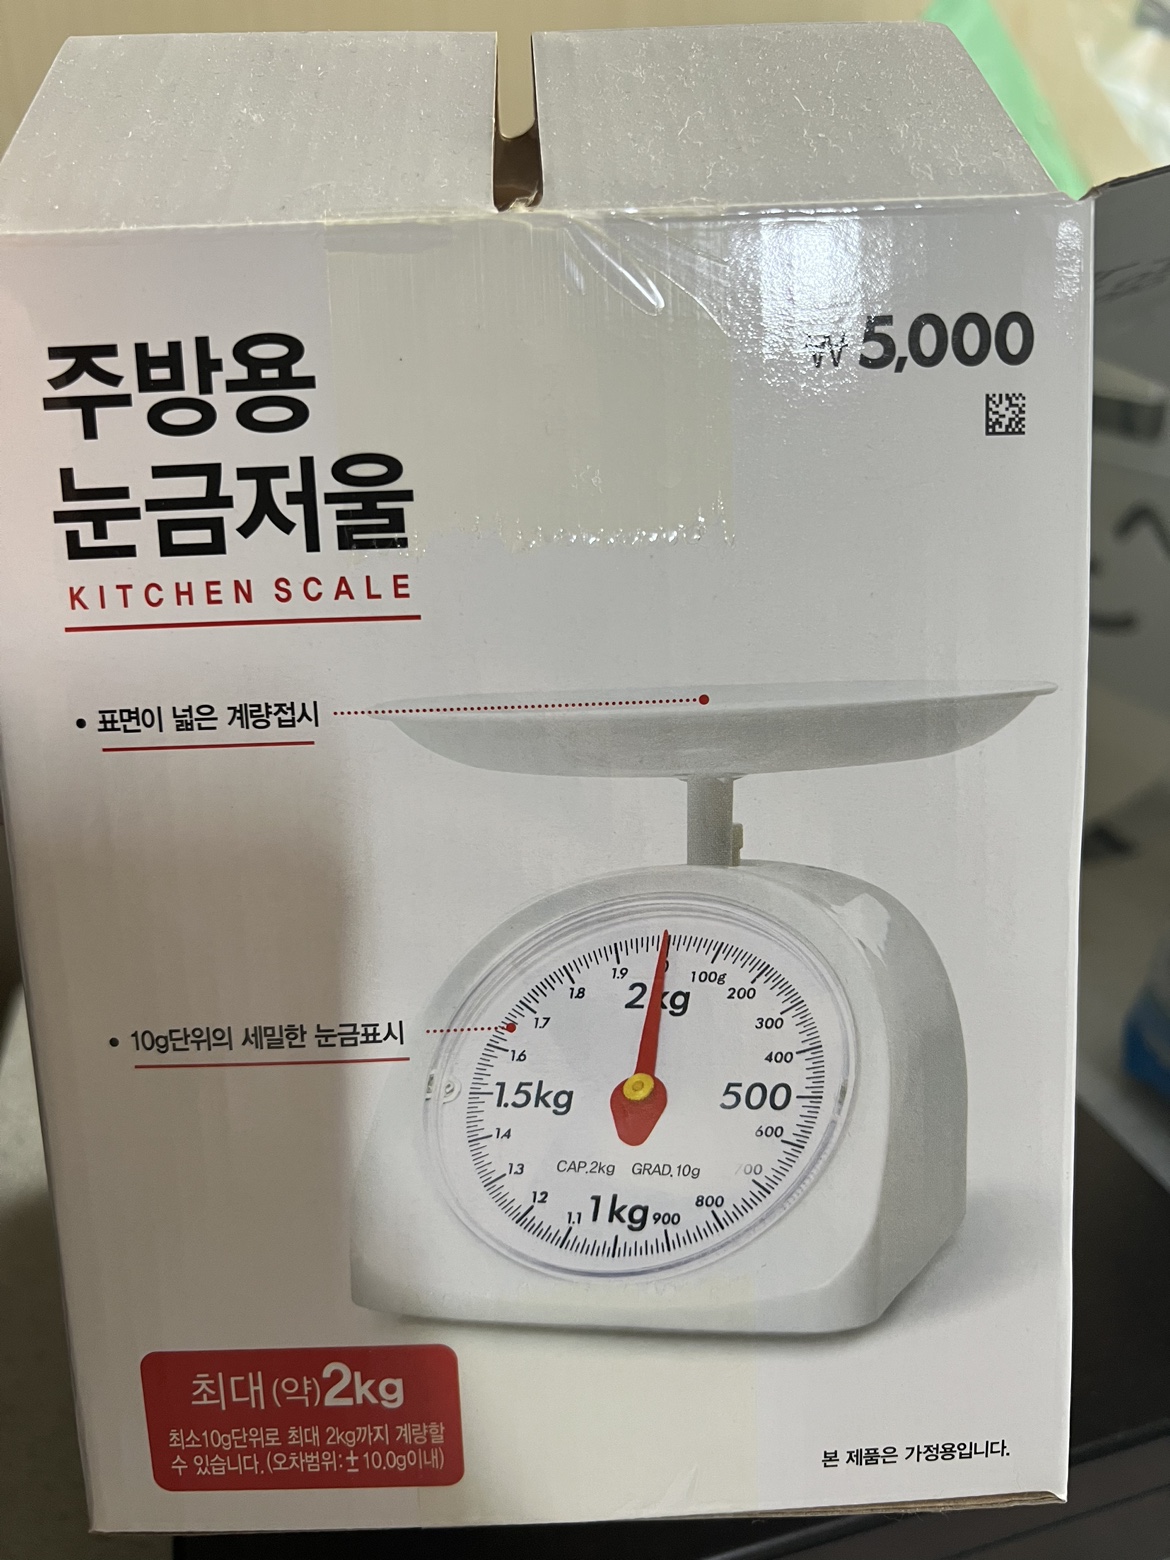 주방용
눈금저울
KITCHEN SCALE
₩ 5,000
• 표면이 넓은 계량접시
• 10g단위의 세밀한 눈금표시
0
2kg
100g
200
300
400
500
600
700
800
900
1kg
1.1
1.2
1.3
1.4
1.5kg
1.6
1.7
1.8
1.9
CAP.2kg GRAD.10g
최대(약)2kg
최소10g단위로 최대 2kg까지 계량할
수 있습니다.(오차범위:±10.0g이내)
본 제품은 가정용입니다.